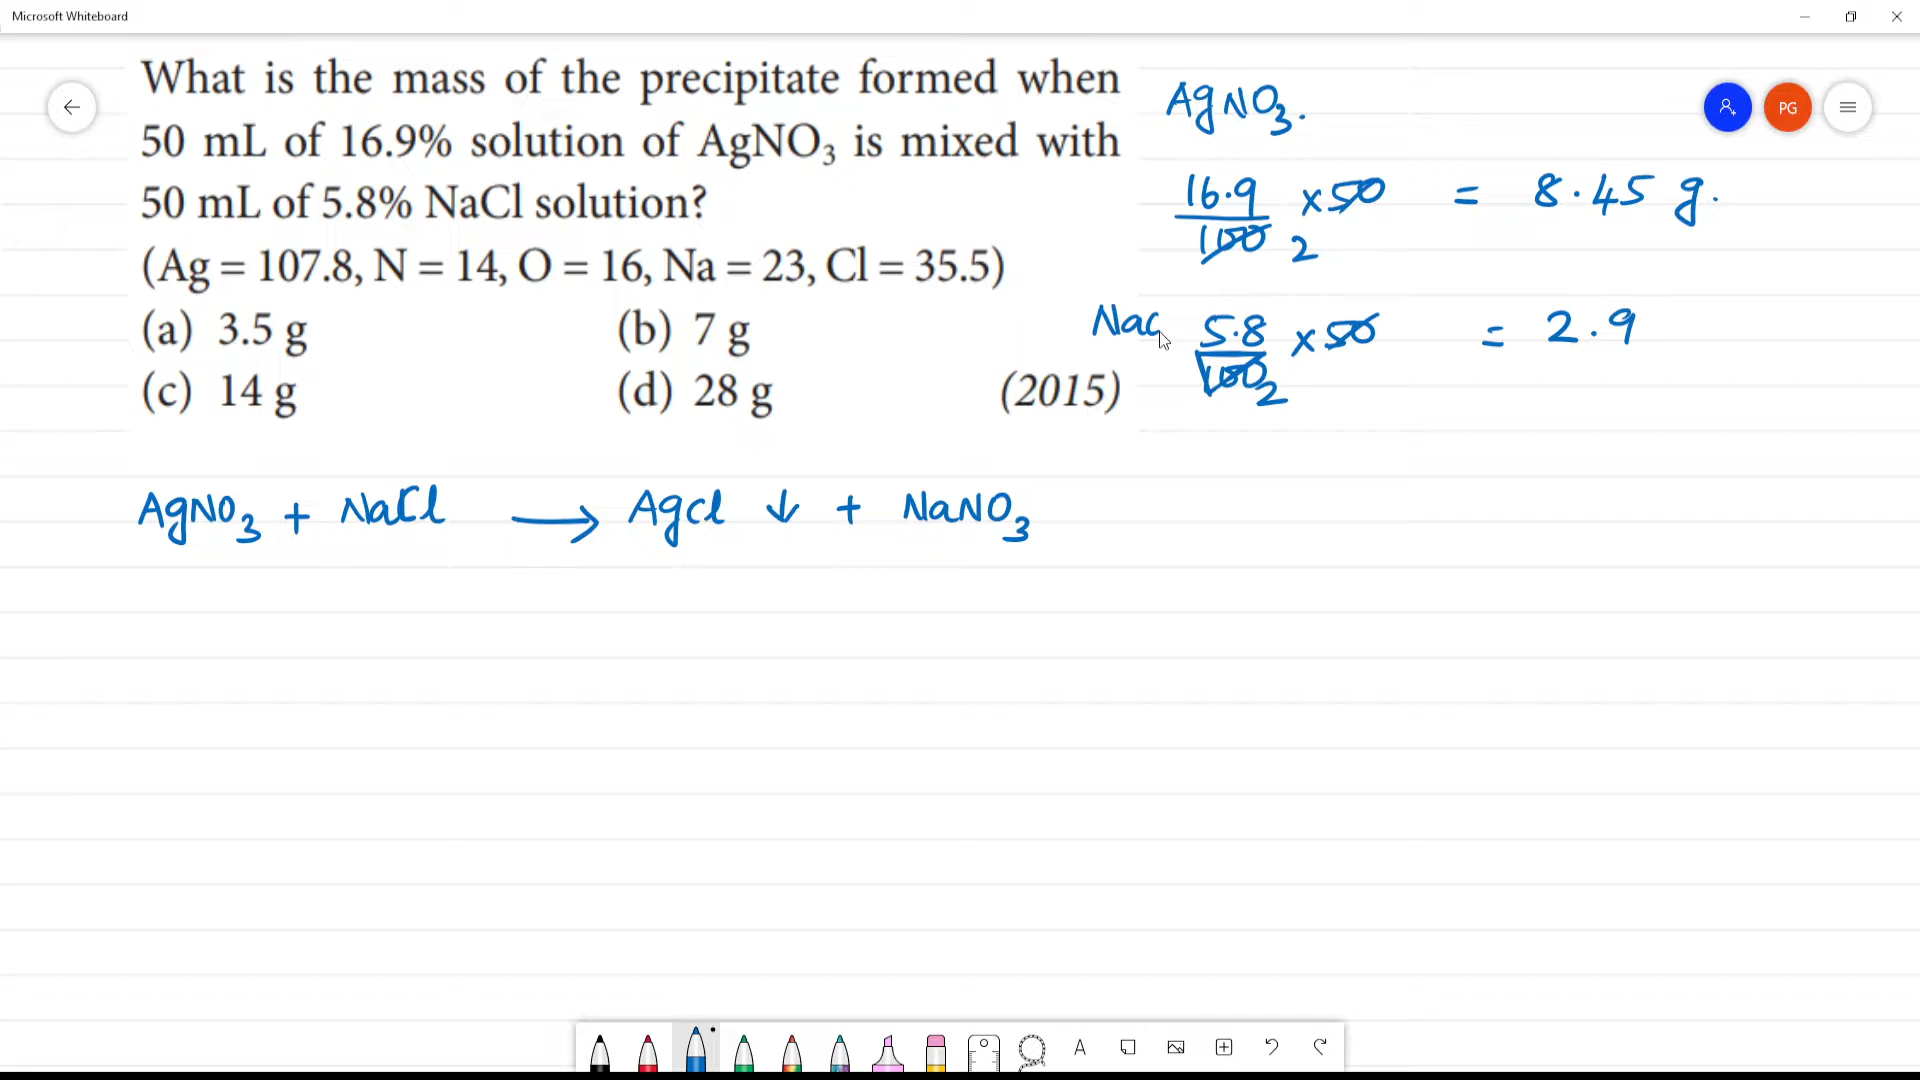 Microsoft Whiteboard
What is the mass of the precipitate formed when
50 mL of 16.9% solution of AgNO₃ is mixed with
50 mL of 5.8% NaCl solution?
(Ag = 107.8, N = 14, O = 16, Na = 23, Cl = 35.5)
(a) 3.5 g (b) 7 g
(c) 14 g (d) 28 g (2015)
AgNO₃.
16.9 × 50 = 8.45 g.
100 2
NaC 5.8 × 50 = 2.9
100 2
AgNO₃ + NaCl → AgCl ↓ + NaNO₃
PG
A